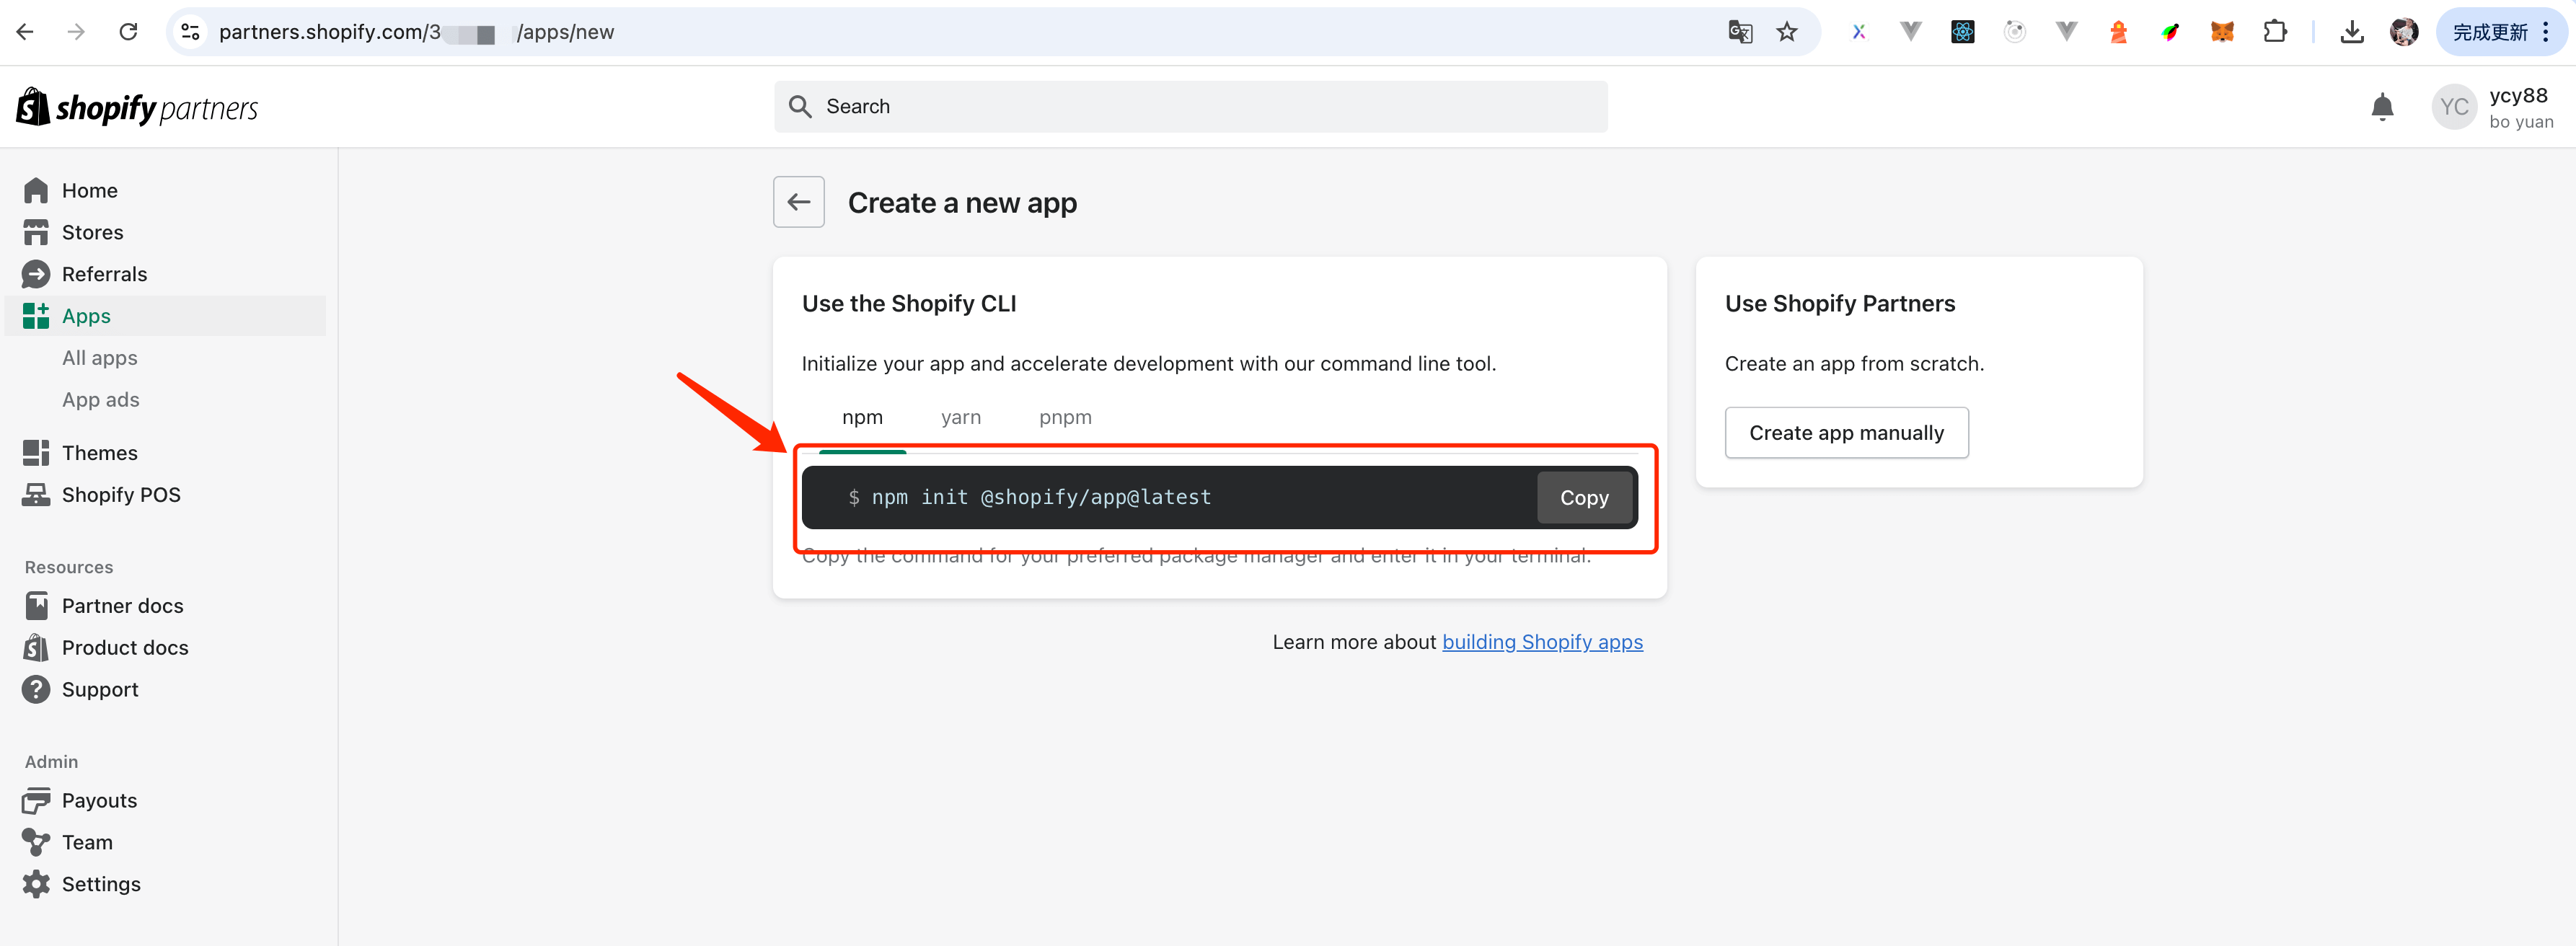 partners.shopify.com/3 /apps/new
完成更新
shopify partners
Search
YC
ycy88
bo yuan
Home
Stores
Referrals
Apps
All apps
App ads
Themes
Shopify POS
Resources
Partner docs
Product docs
Support
Admin
Payouts
Team
Settings
Create a new app
Use the Shopify CLI
Initialize your app and accelerate development with our command line tool.
npm yarn pnpm
$ npm init @shopify/app@latest
Copy
Copy the command for your preferred package manager and enter it in your terminal.
Use Shopify Partners
Create an app from scratch.
Create app manually
Learn more about building Shopify apps